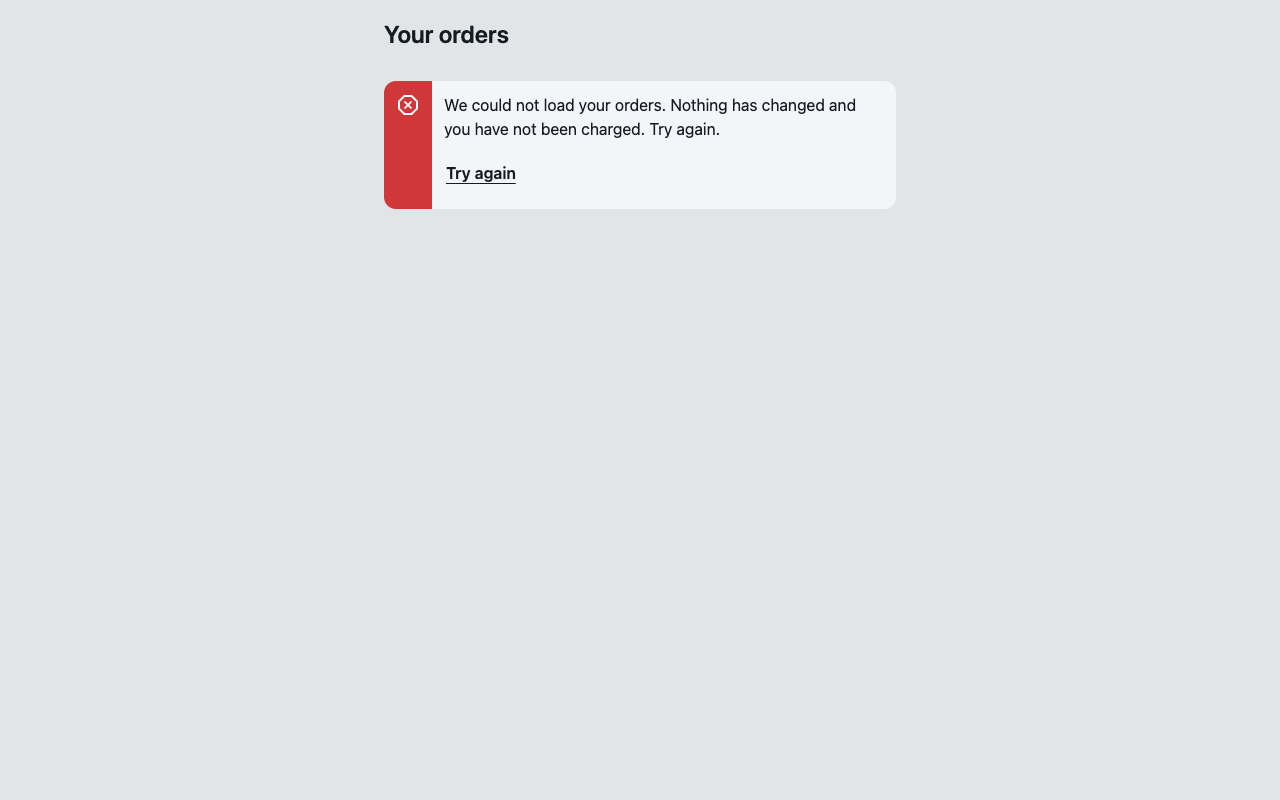 Your orders
We could not load your orders. Nothing has changed and
you have not been charged. Try again.
Try again